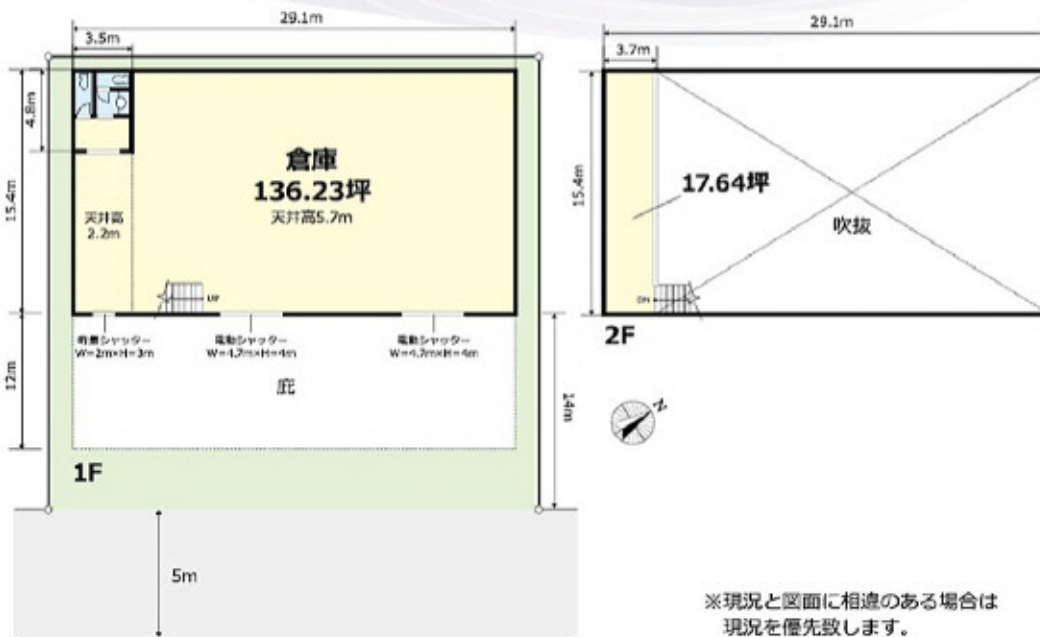 29.1m
3.5m
4.8m
15.4m
倉庫
136.23坪
天井高5.7m
天井高
2.2m
UP
軽量シャッター
W=2m×H=3m
電動シャッター
W=4.7m×H=4m
電動シャッター
W=4.7m×H=4m
12m
庇
14m
1F
5m
29.1m
3.7m
15.4m
17.64坪
吹抜
DN
2F
N
※現況と図面に相違のある場合は
現況を優先致します。